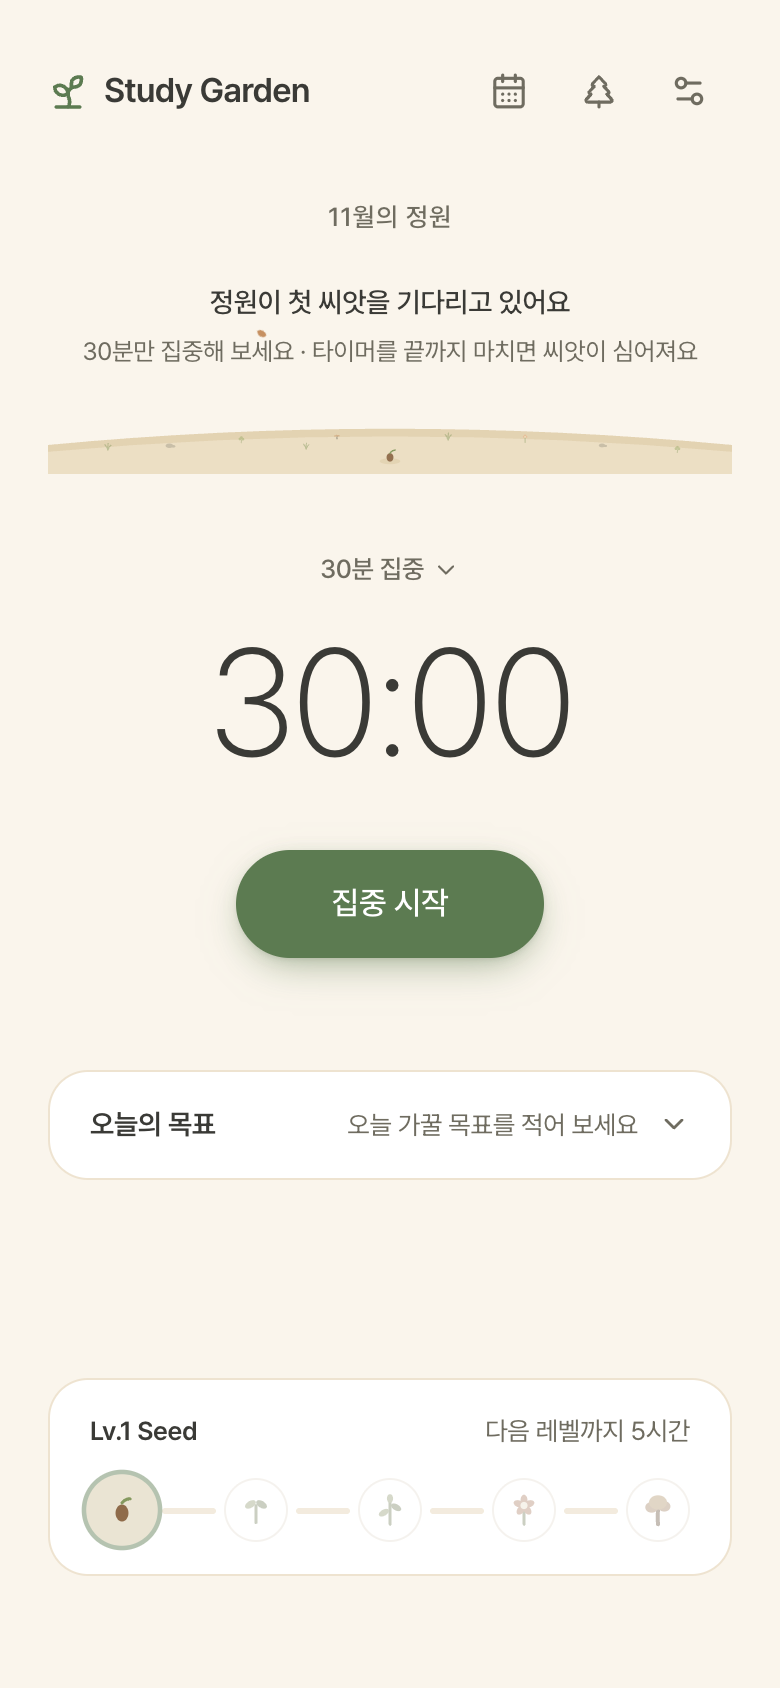 Study Garden
11월의 정원
정원이 첫 씨앗을 기다리고 있어요
30분만 집중해 보세요 · 타이머를 끝까지 마치면 씨앗이 심어져요
30분 집중
30:00
집중 시작
오늘의 목표 오늘 가꿀 목표를 적어 보세요
Lv.1 Seed 다음 레벨까지 5시간